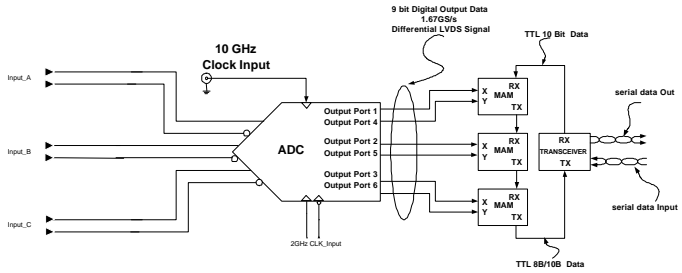 9 bit Digital Output Data
1.67GS/s
Differential LVDS Signal
10 GHz
Clock Input
TTL 10 Bit Data
Input_A
Input_B
Input_C
ADC
Output Port 1
Output Port 4
Output Port 2
Output Port 5
Output Port 3
Output Port 6
2GHz CLK_Input
X
Y
RX
MAM
TX
X
Y
RX
MAM
TX
X
Y
RX
MAM
TX
RX
TRANSCEIVER
TX
serial data Out
serial data Input
TTL 8B/10B Data